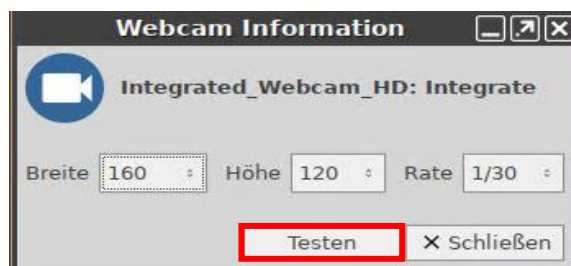 Webcam Information
Integrated_Webcam_HD: Integrate
Breite 160 Höhe 120 Rate 1/30
Testen Schließen